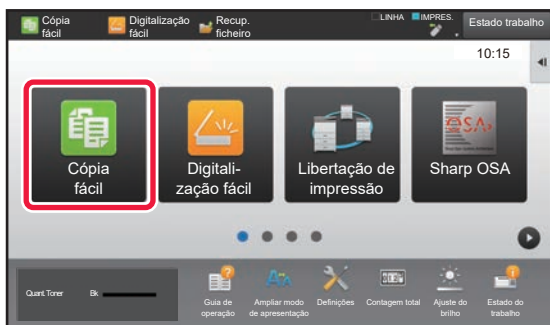 Cópia
fácil
Digitalização
fácil
Recup.
ficheiro
LINHA
IMPRES.
Estado trabalho
10:15
Cópia
fácil
Digitali-
zação fácil
Libertação de
impressão
OSA
Sharp OSA
Quant.Toner
Bk
Guia de
operação
Ampliar modo
de apresentação
Definições
Contagem total
Ajuste do
brilho
Estado do
trabalho